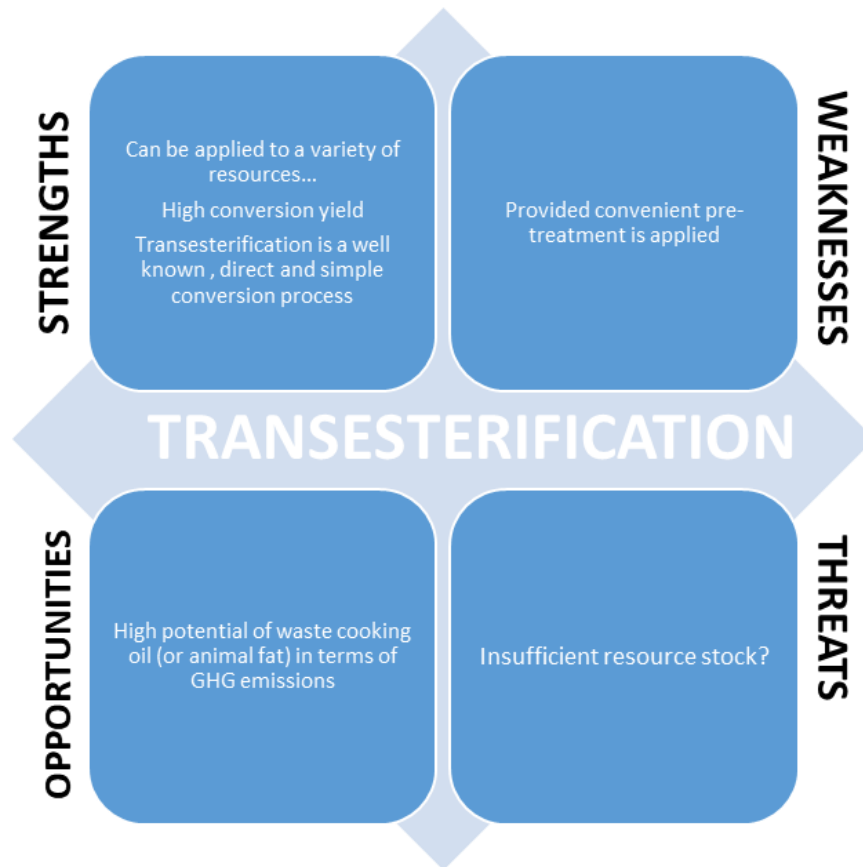 STRENGTHS
Can be applied to a variety of
resources...
High conversion yield
Transesterification is a well
known , direct and simple
conversion process
WEAKNESSES
Provided convenient pre-
treatment is applied
TRANSESTERIFICATION
OPPORTUNITIES
High potential of waste cooking
oil (or animal fat) in terms of
GHG emissions
THREATS
Insufficient resource stock?